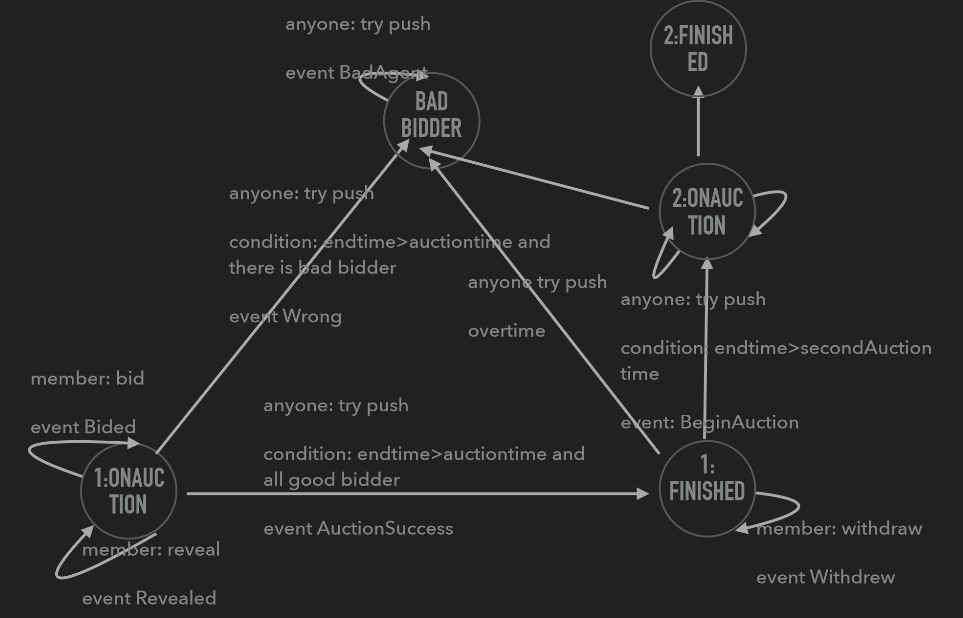 anyone: try push
event BadAgent
BAD
BIDDER
2:FINISH
ED
2:ONAUC
TION
anyone: try push
condition: endtime>auctiontime and
there is bad bidder
event Wrong
anyone try push
overtime
anyone: try push
condition: endtime>secondAuction
time
event: BeginAuction
member: bid
event Bided
1:ONAUC
TION
member: reveal
event Revealed
anyone: try push
condition: endtime>auctiontime and
all good bidder
event AuctionSuccess
1:
FINISHED
member: withdraw
event Withdrew